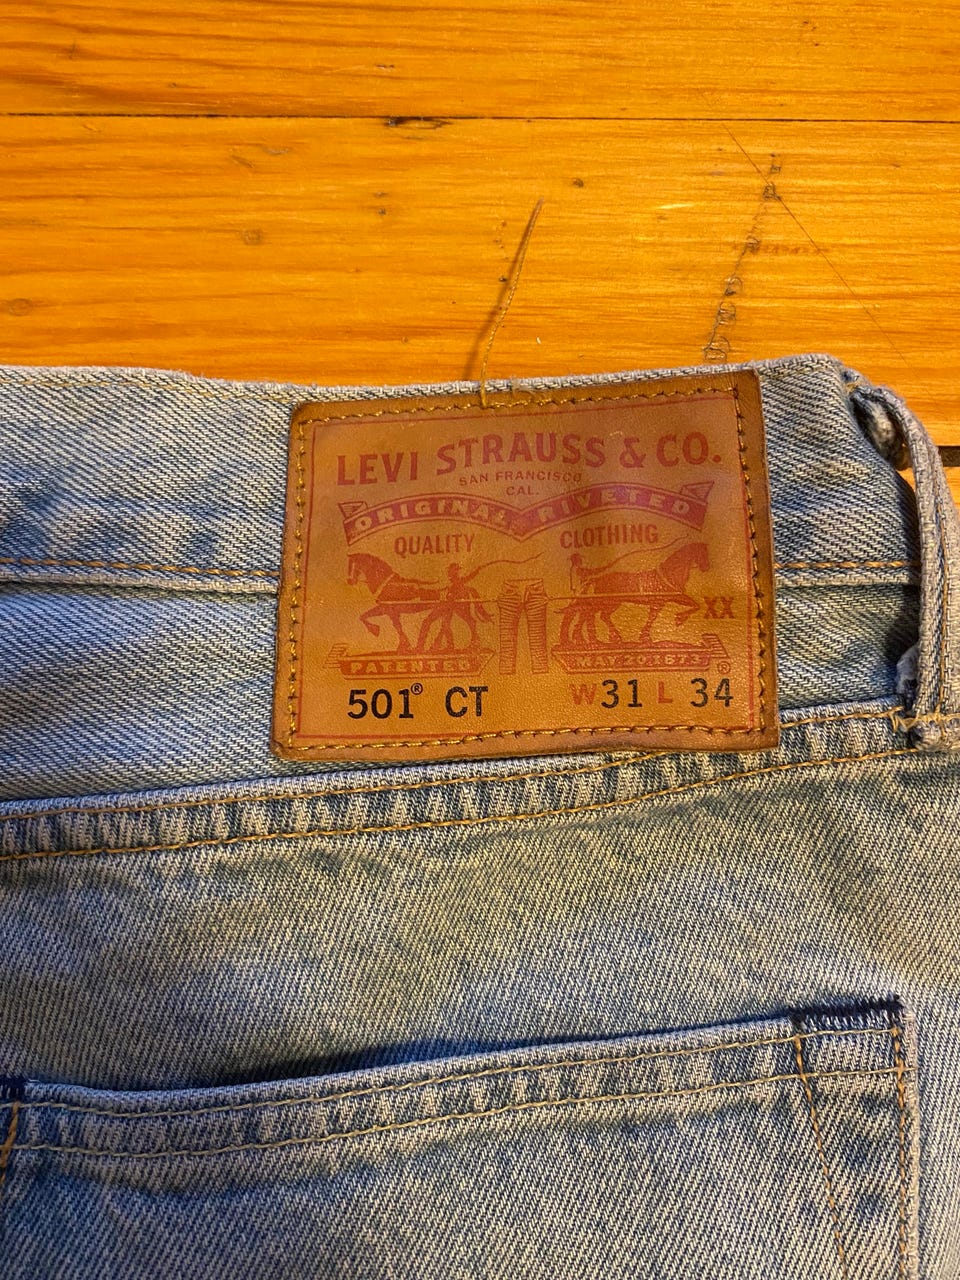 LEVI STRAUSS & CO.
SAN FRANCISCO
CAL.
ORIGINAL RIVETED
QUALITY CLOTHING
XX
PATENTED MAY 20 1873 ®
501® CT W31 L 34